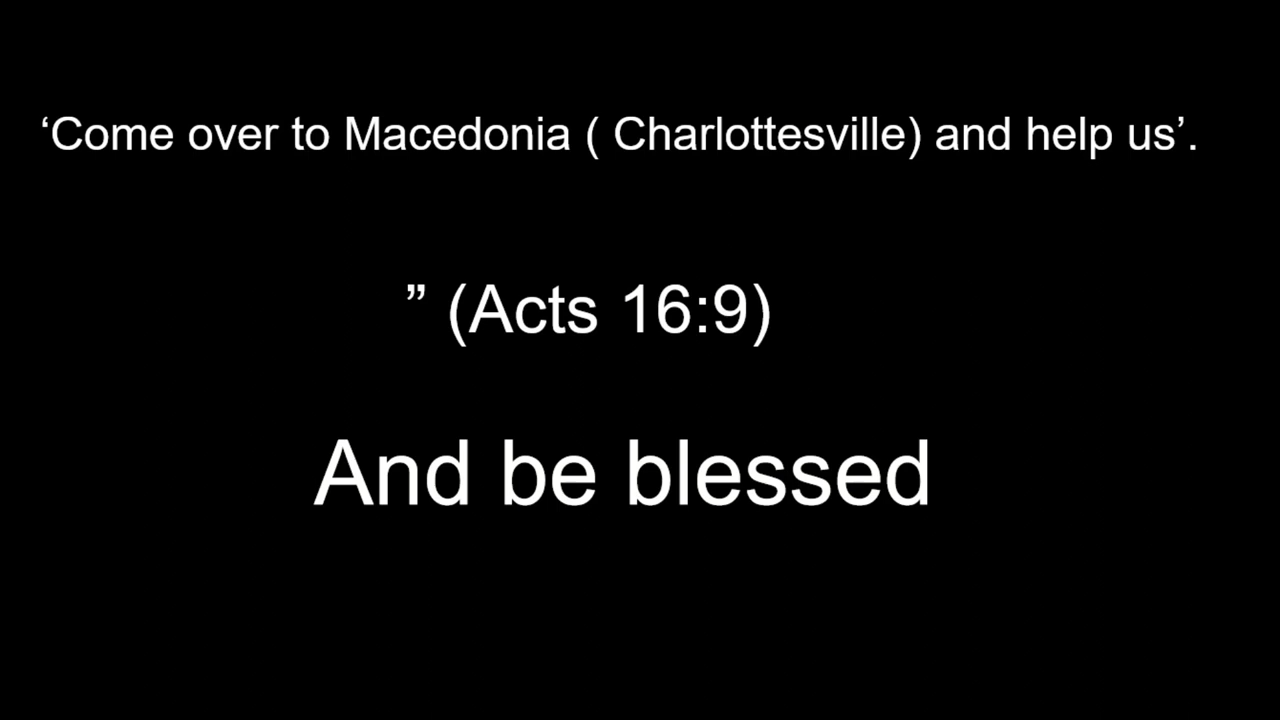 ‘Come over to Macedonia ( Charlottesville) and help us’.
” (Acts 16:9)
And be blessed